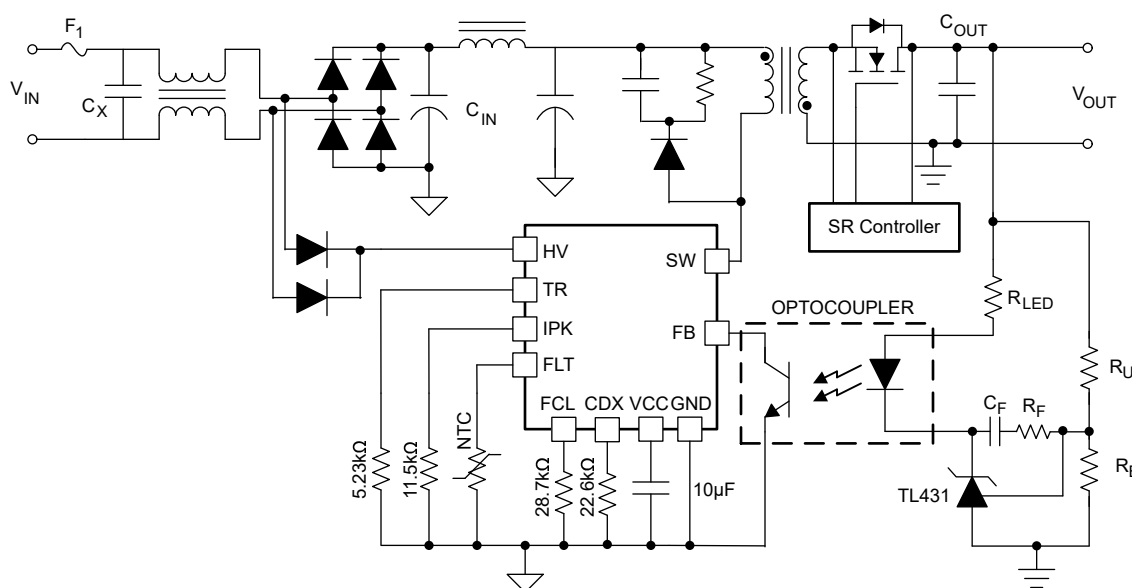 F1
COUT
VIN
CX
CIN
VOUT
SR Controller
HV
SW
TR
OPTOCOUPLER
RLED
IPK
FB
FLT
RU
FCL CDX VCC GND
CF RF
NTC
5.23kΩ
11.5kΩ
28.7kΩ
22.6kΩ
10µF
TL431